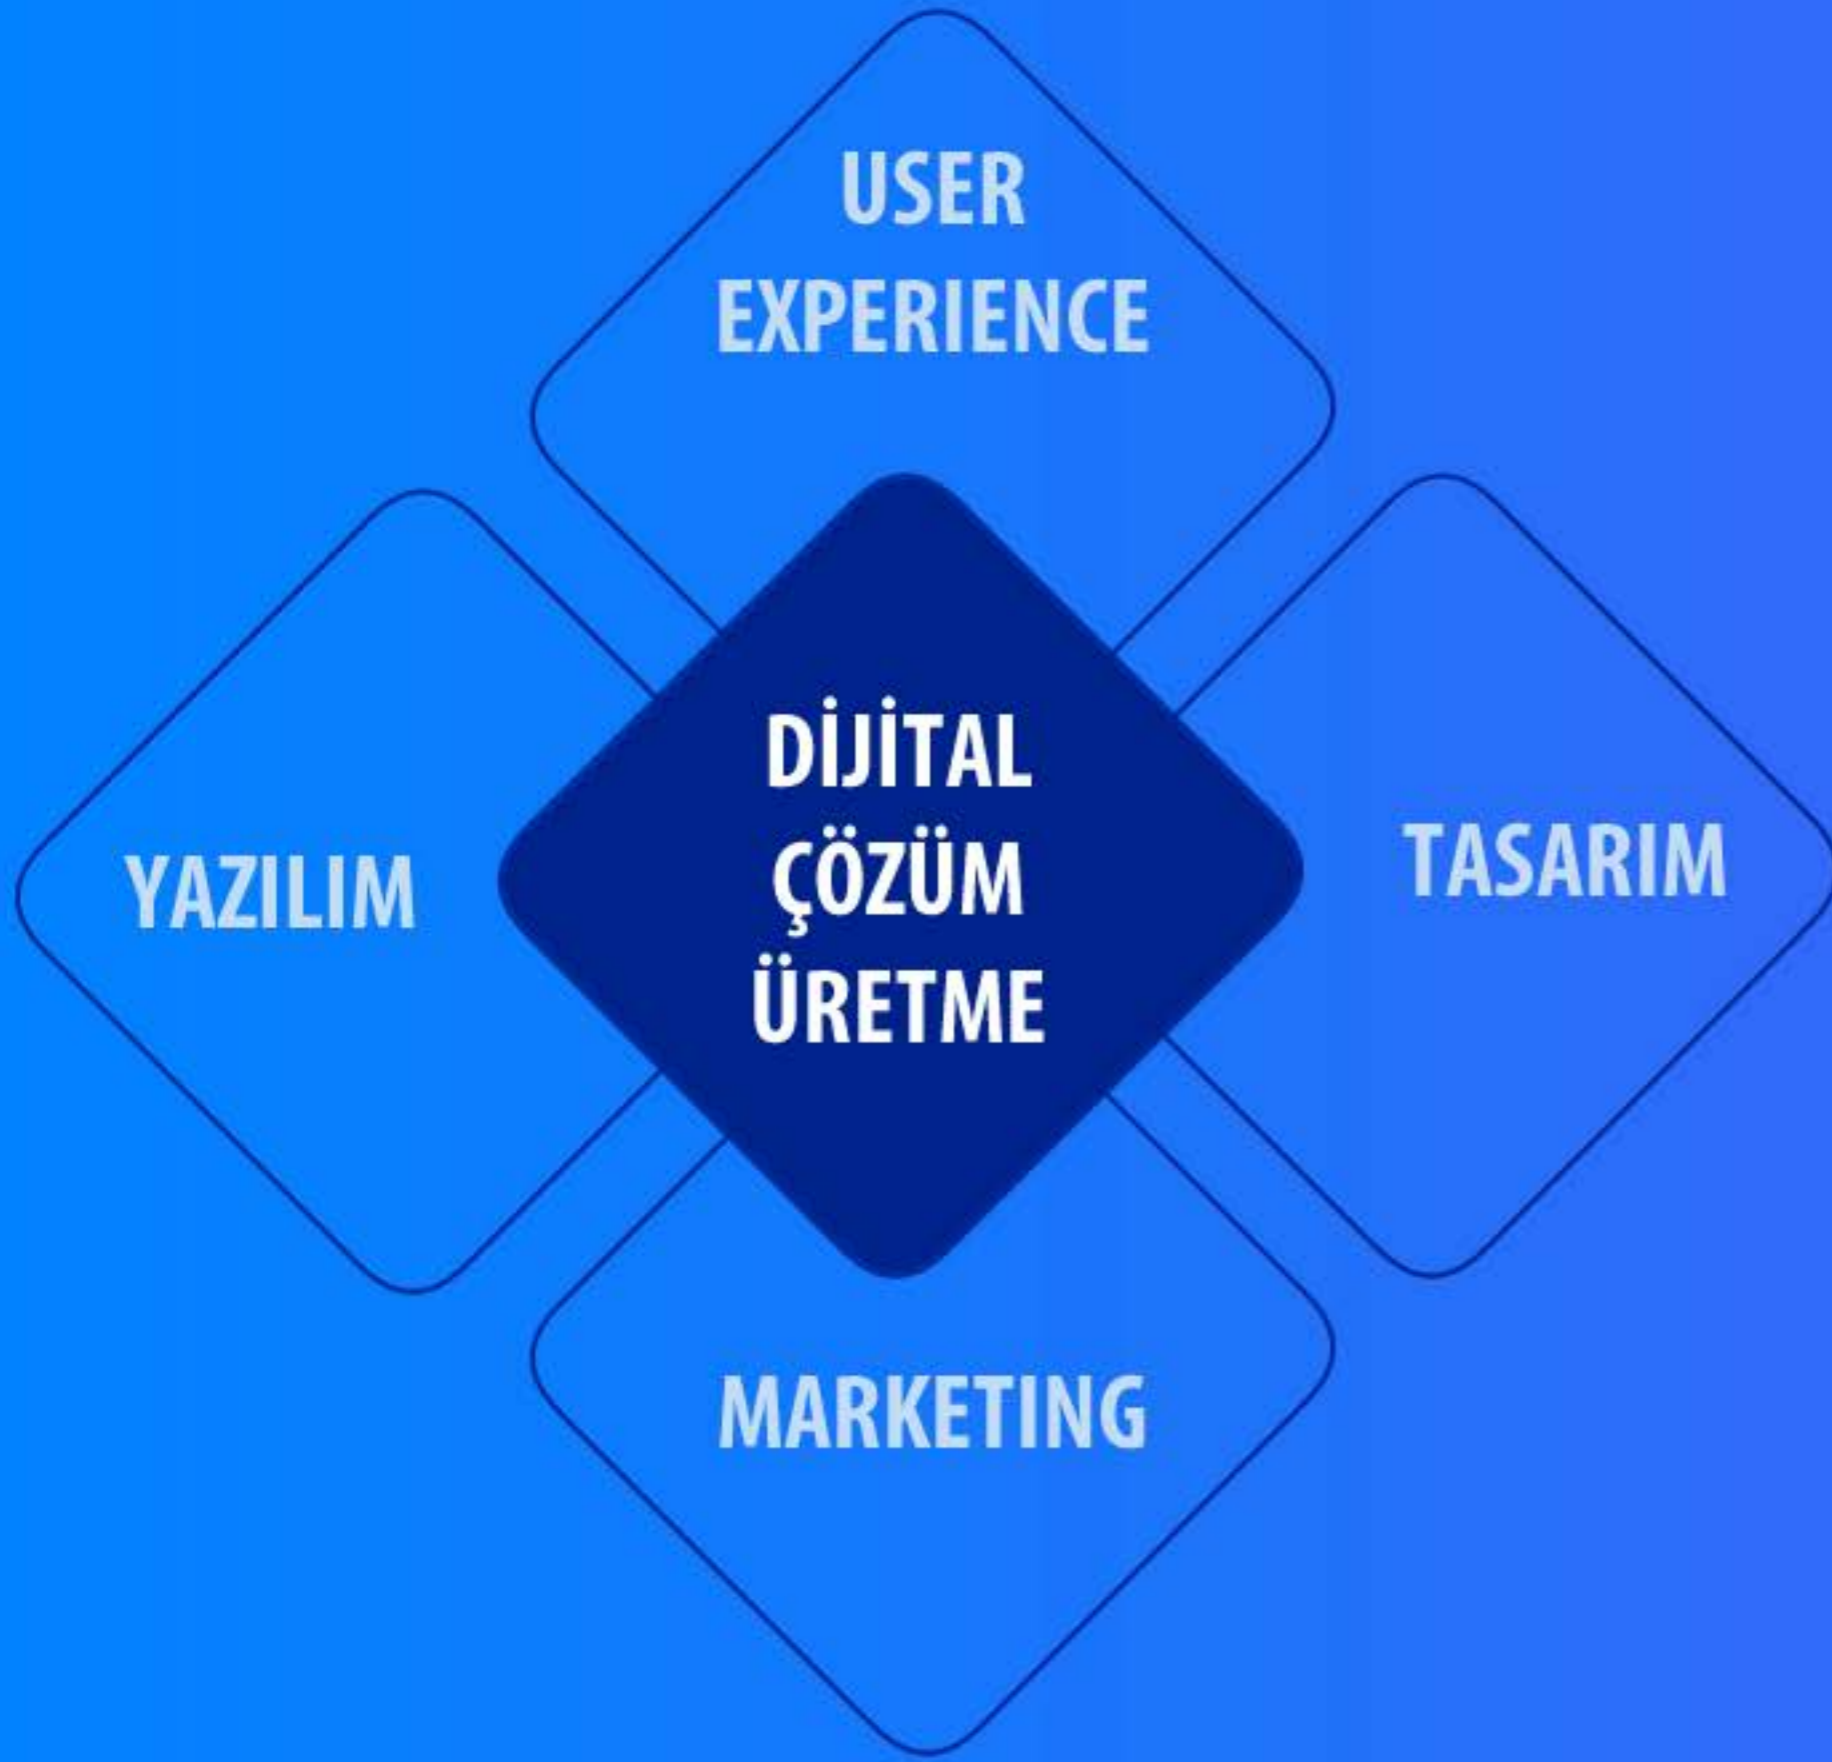 USER
EXPERIENCE
YAZILIM
DİJİTAL
ÇÖZÜM
ÜRETME
TASARIM
MARKETING